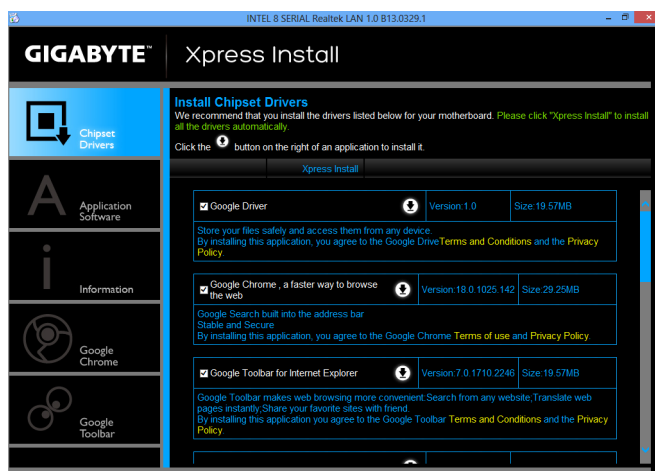 INTEL 8 SERIAL Realtek LAN 1.0 B13.0329.1
GIGABYTE™
Xpress Install
Chipset
Drivers
Application
Software
Information
Google
Chrome
Google
Toolbar
Install Chipset Drivers
We recommend that you install the drivers listed below for your motherboard. Please click "Xpress Install" to install
all the drivers automatically.
Click the button on the right of an application to install it.
Xpress Install
Google Driver Version:1.0 Size:19.57MB
Store your files safely and access them from any device.
By installing this application, you agree to the Google DriveTerms and Conditions and the Privacy
Policy.
Google Chrome , a faster way to browse
the web
Version:18.0.1025.142 Size:29.25MB
Google Search built into the address bar
Stable and Secure
By installing this application, you agree to the Google Chrome Terms of use and Privacy Policy.
Google Toolbar for Internet Explorer Version:7.0.1710.2246 Size:19.57MB
Google Toolbar makes web browsing more convenient.Search from any website;Translate web
pages instantly;Share your favorite sites with friend.
By installing this application you agree to the Google Toolbar Terms and Conditions and the Privacy
Policy.